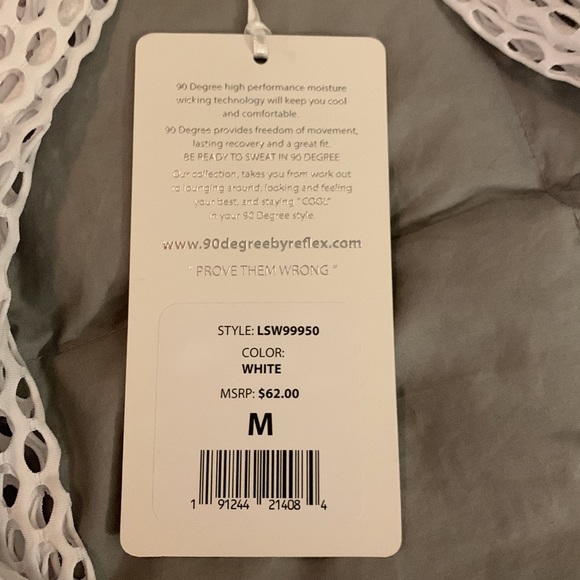 90 Degree high performance moisture
wicking technology will keep you cool
and comfortable.
90 Degree provides freedom of movement,
lasting recovery and a great fit.
BE READY TO SWEAT IN 90 DEGREE
Our collection, takes you from work out
to lounging around, looking and feeling
your best, and staying "COOL"
in your 90 Degree style.
www.90degreebyreflex.com
" PROVE THEM WRONG "
STYLE: LSW99950
COLOR:
WHITE
MSRP: $62.00
M
1 91244 21408 4